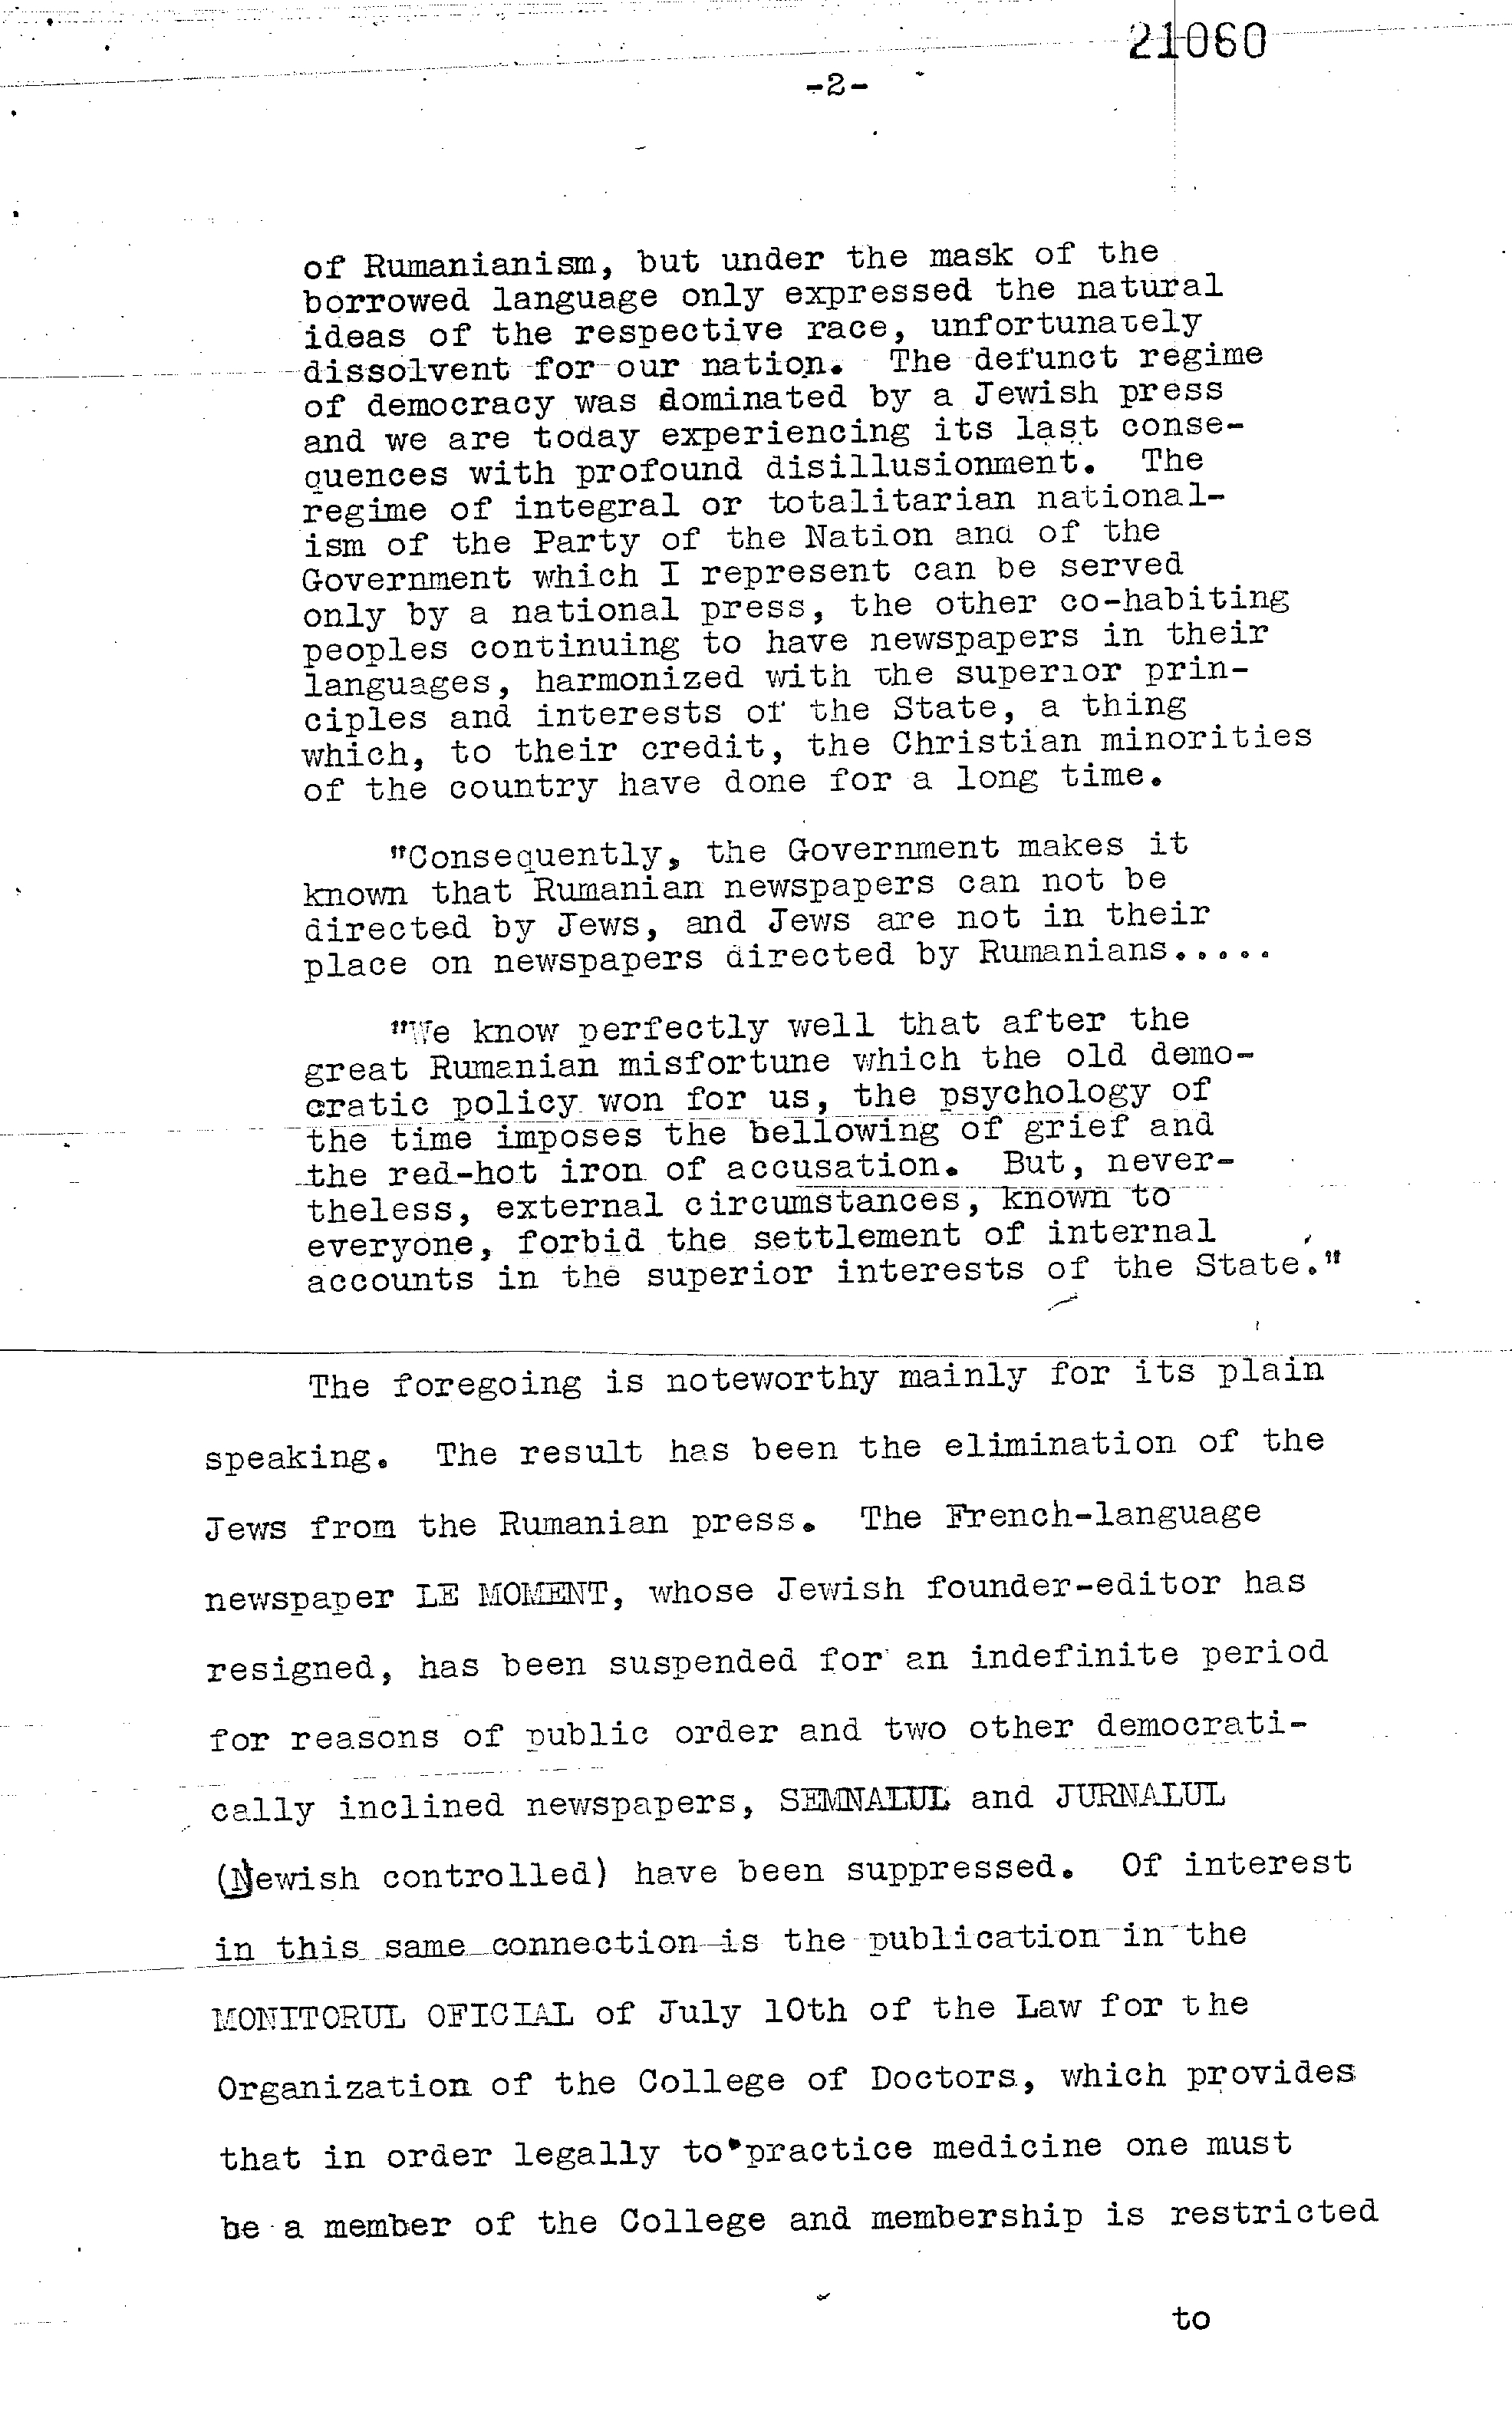 21060
-2-
of Rumanianism, but under the mask of the
borrowed language only expressed the natural
ideas of the respective race, unfortunately
dissolvent for our nation. The defunct regime
of democracy was dominated by a Jewish press
and we are today experiencing its last conse-
quences with profound disillusionment. The
regime of integral or totalitarian national-
ism of the Party of the Nation and of the
Government which I represent can be served
only by a national press, the other co-habiting
peoples continuing to have newspapers in their
languages, harmonized with the superior prin-
ciples and interests of the State, a thing
which, to their credit, the Christian minorities
of the country have done for a long time.
"Consequently, the Government makes it
known that Rumanian newspapers can not be
directed by Jews, and Jews are not in their
place on newspapers directed by Rumanians.....
"We know perfectly well that after the
great Rumanian misfortune which the old demo-
cratic policy won for us, the psychology of
the time imposes the bellowing of grief and
the red-hot iron of accusation. But, never-
theless, external circumstances, known to
everyone, forbid the settlement of internal
accounts in the superior interests of the State."
The foregoing is noteworthy mainly for its plain
speaking. The result has been the elimination of the
Jews from the Rumanian press. The French-language
newspaper LE MOMENT, whose Jewish founder-editor has
resigned, has been suspended for an indefinite period
for reasons of public order and two other democrati-
cally inclined newspapers, SEMNALUL and JURNALUL
(Jewish controlled) have been suppressed. Of interest
in this same connection is the publication in the
MONITORUL OFICIAL of July 10th of the Law for the
Organization of the College of Doctors, which provides
that in order legally to practice medicine one must
be a member of the College and membership is restricted
to